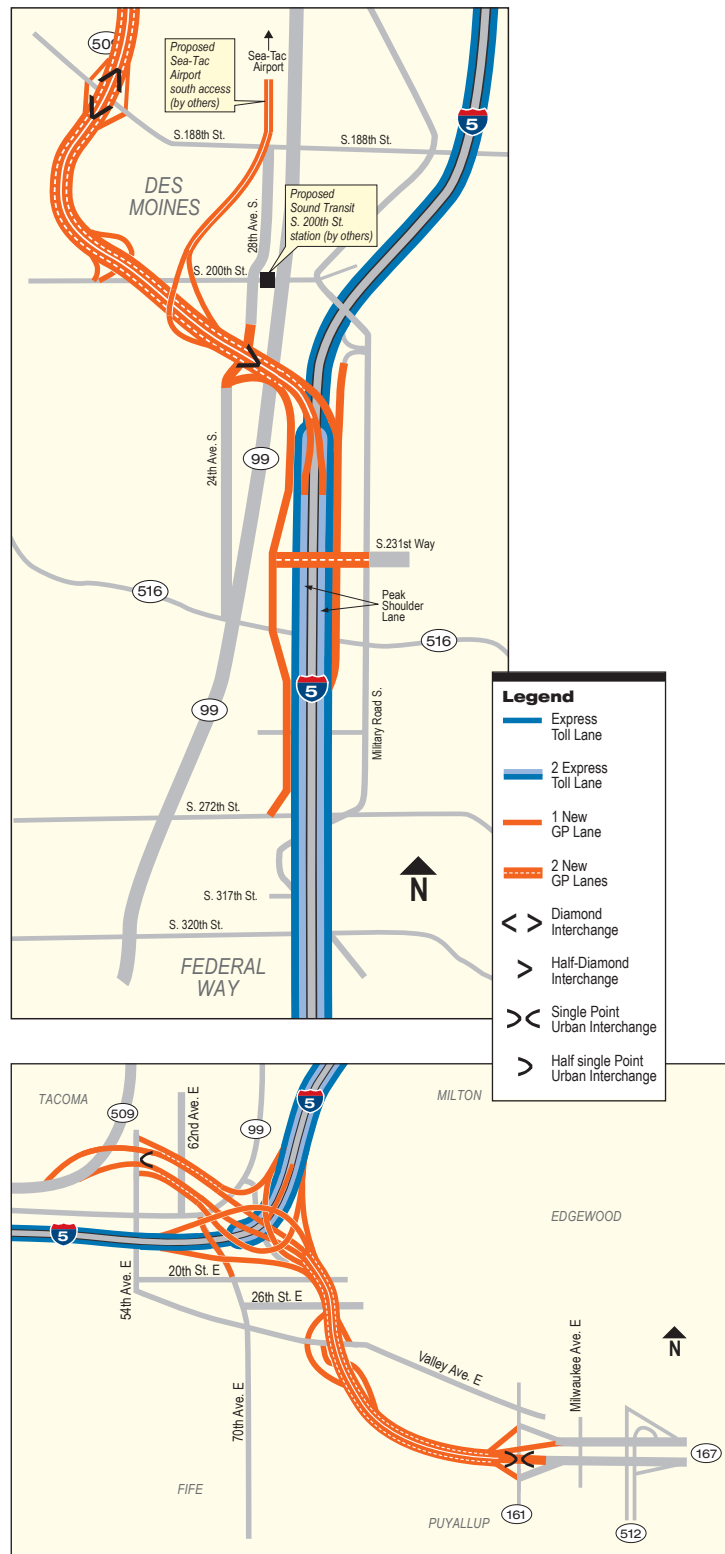 509
Proposed
Sea-Tac
Airport
south access
(by others)
Sea-Tac
Airport
5
S.188th St.
S.188th St.
DES
MOINES
28th Ave. S.
Proposed
Sound Transit
S. 200th St.
station (by others)
S. 200th St.
24th Ave. S.
99
S.231st Way
516
Peak
Shoulder
Lane
516
5
99
Military Road S.
S. 272th St.
N
S. 317th St.
S. 320th St.
FEDERAL
WAY
Legend
Express
Toll Lane
2 Express
Toll Lane
1 New
GP Lane
2 New
GP Lanes
Diamond
Interchange
Half-Diamond
Interchange
Single Point
Urban Interchange
Half single Point
Urban Interchange
TACOMA
MILTON
509
62nd Ave. E
99
5
EDGEWOOD
5
54th Ave. E
20th St. E
26th St. E
Valley Ave. E
Milwaukee Ave. E
N
70th Ave. E
167
FIFE
161
PUYALLUP
512